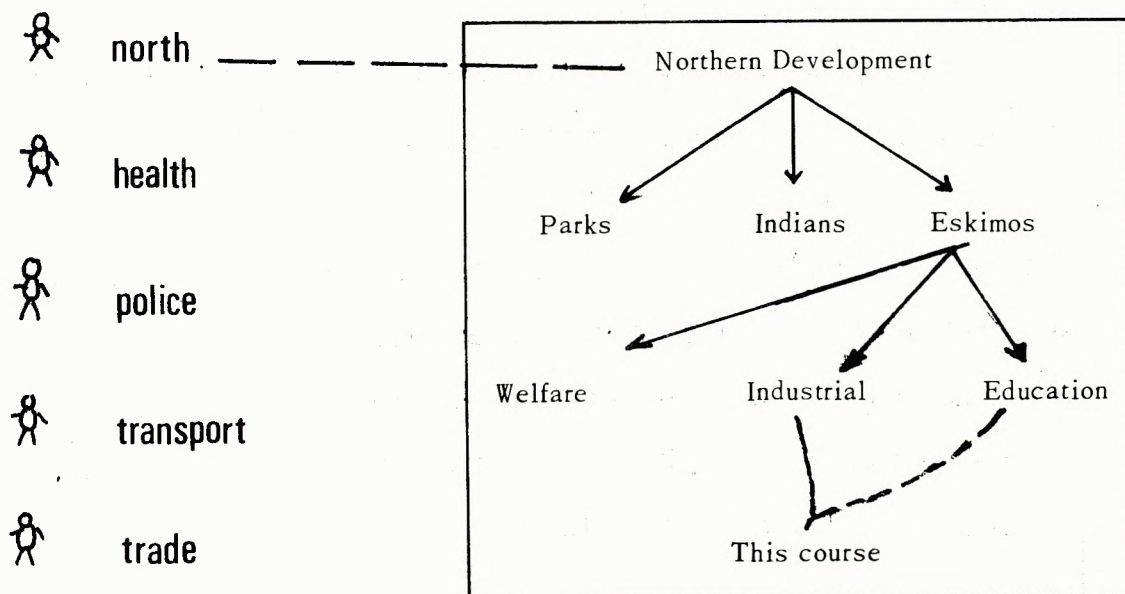 north
health
police
transport
trade
Northern Development
Parks Indians Eskimos
Welfare Industrial Education
This course